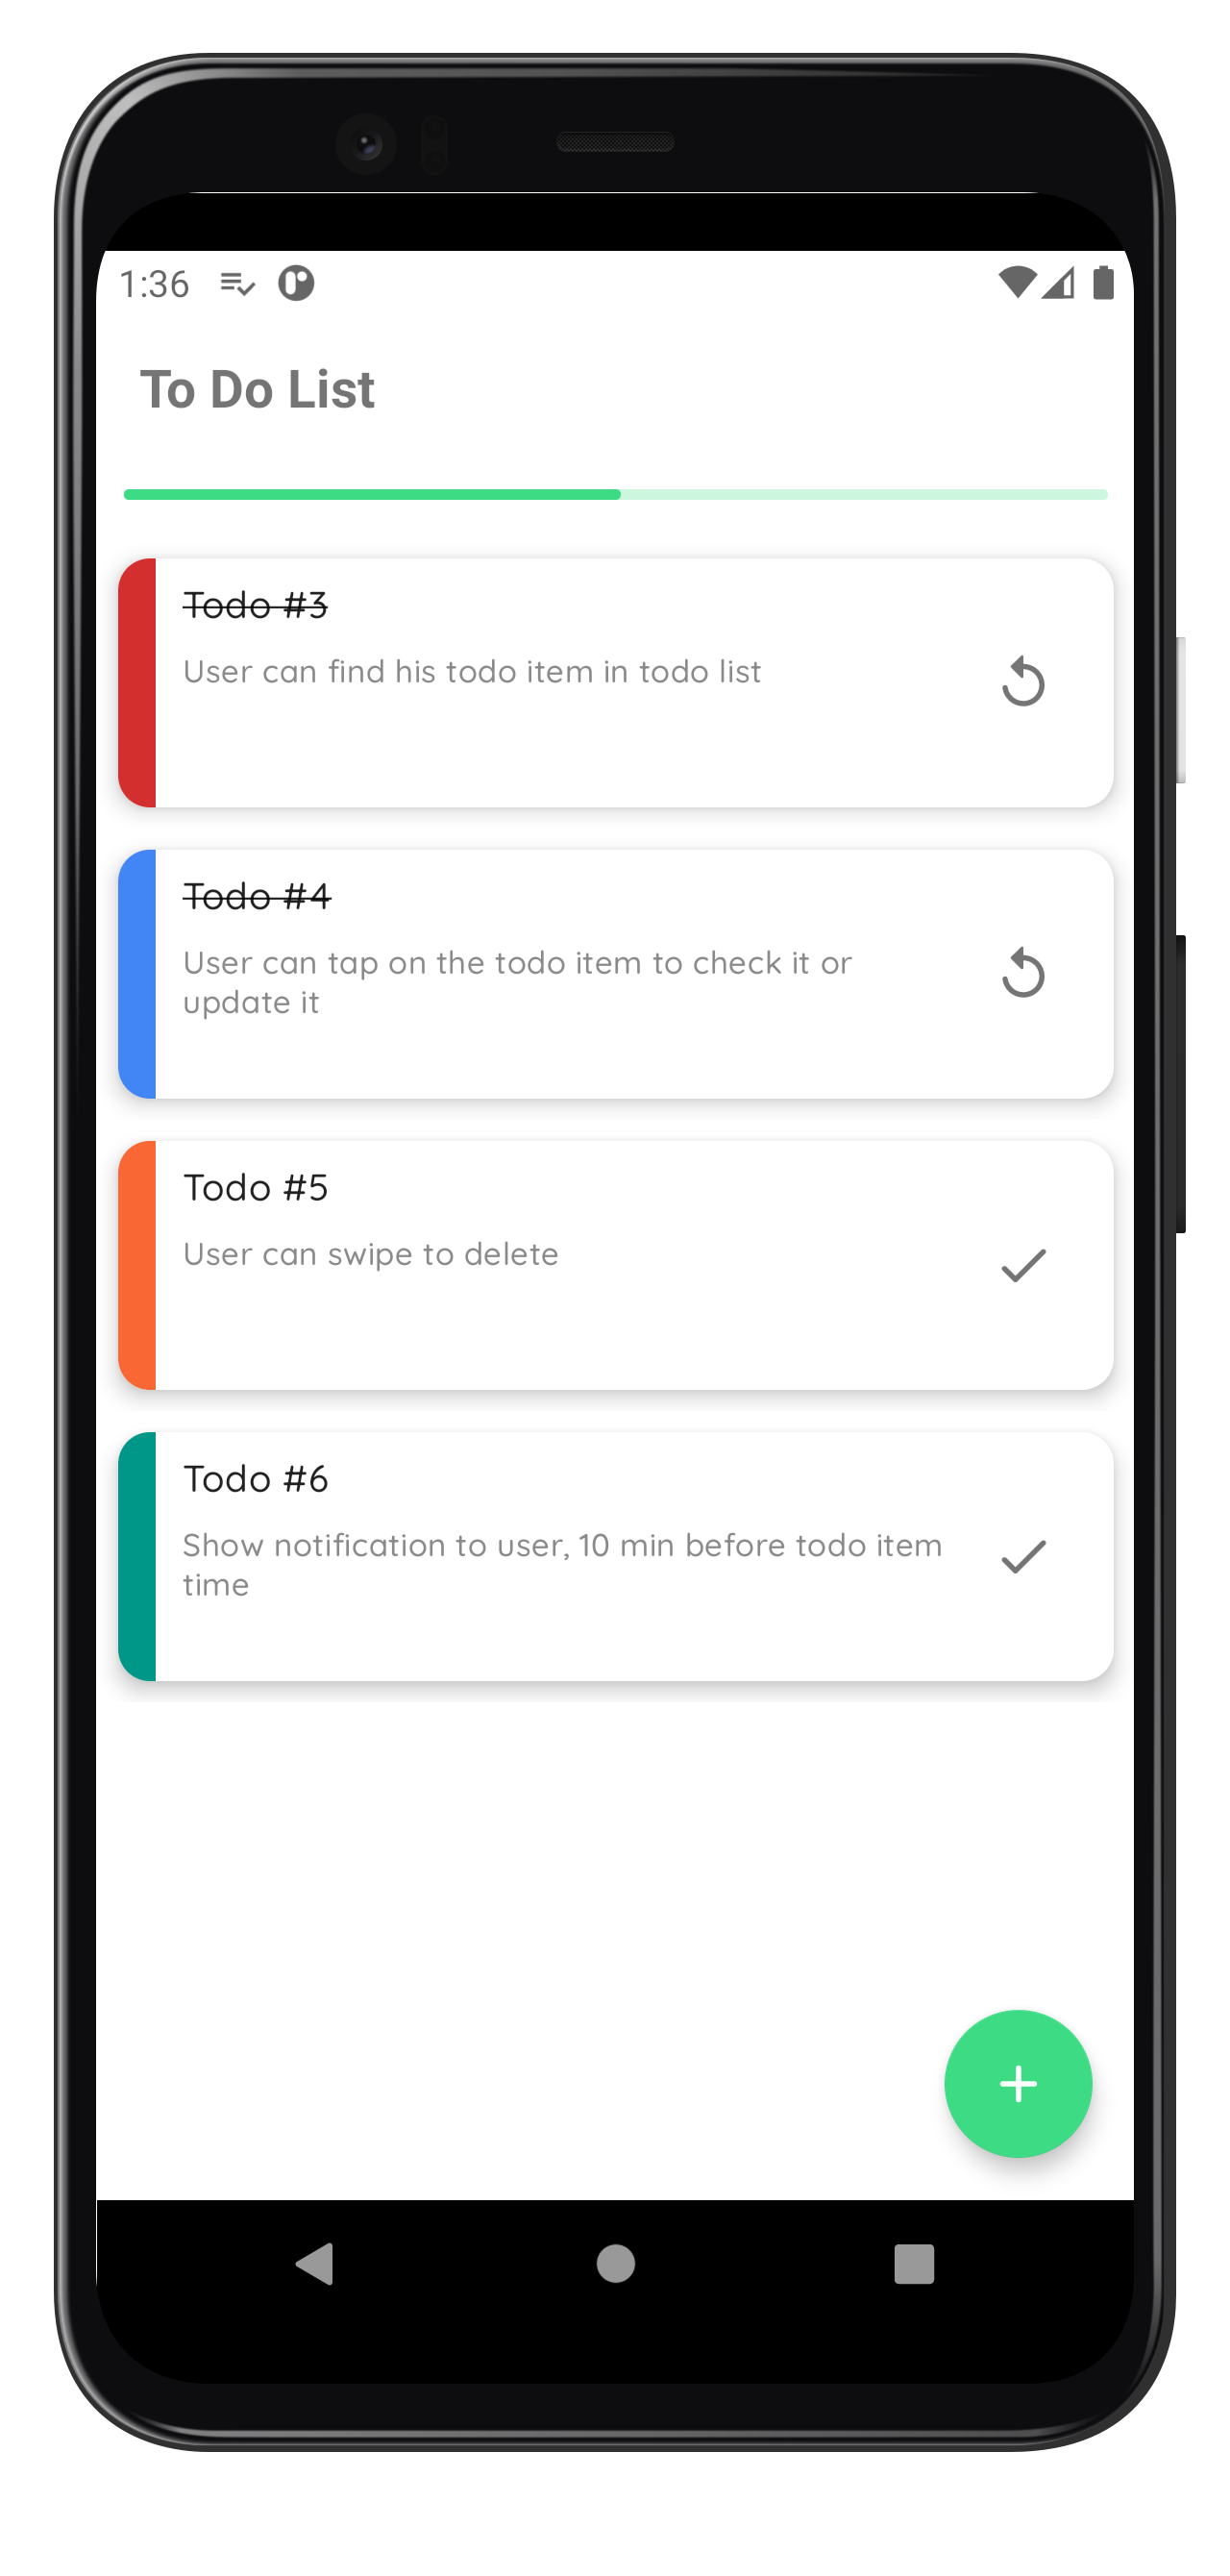 1:36
To Do List
Todo #3
User can find his todo item in todo list
Todo #4
User can tap on the todo item to check it or
update it
Todo #5
User can swipe to delete
Todo #6
Show notification to user, 10 min before todo item
time